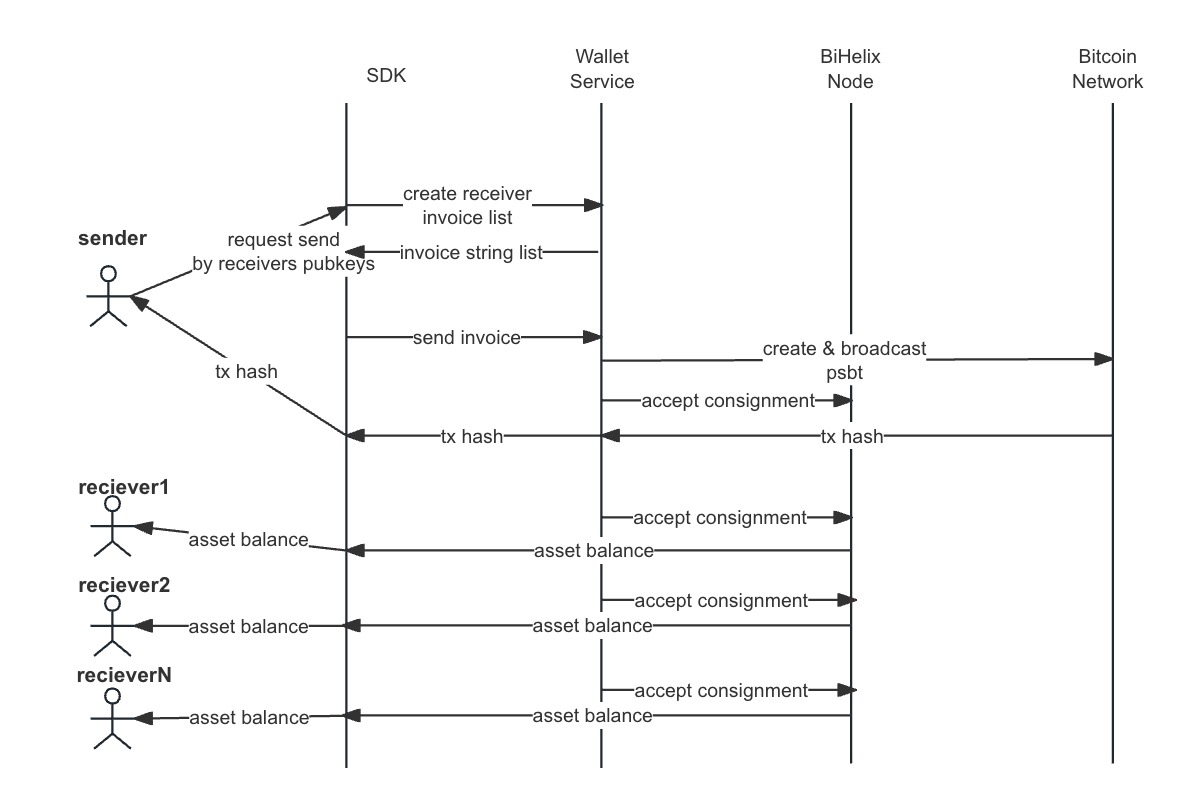 SDK
Wallet
Service
BiHelix
Node
Bitcoin
Network
create receiver
invoice list
sender
request send
by receivers pubkeys
invoice string list
send invoice
create & broadcast
psbt
tx hash
accept consignment
tx hash
tx hash
reciever1
accept consignment
asset balance
asset balance
reciever2
accept consignment
asset balance
asset balance
recieverN
accept consignment
asset balance
asset balance